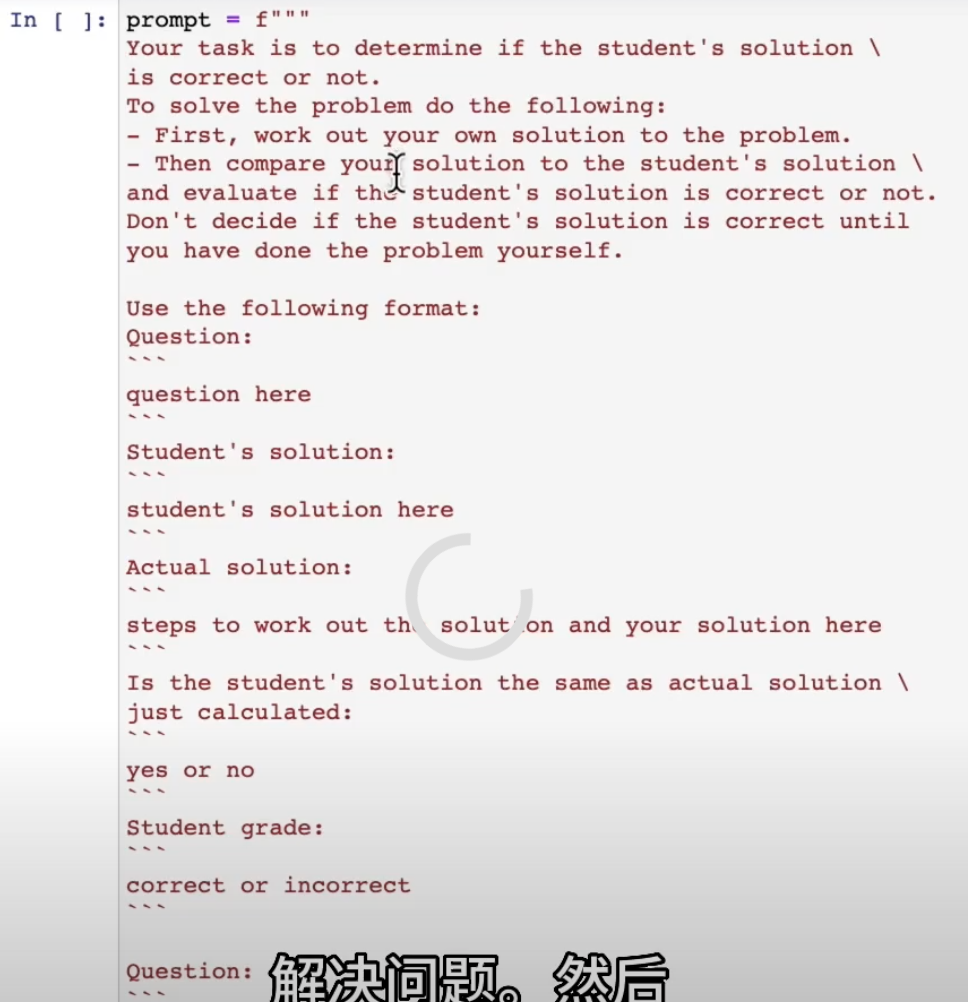 In [ ]: prompt = f"""
Your task is to determine if the student's solution \
is correct or not.
To solve the problem do the following:
- First, work out your own solution to the problem.
- Then compare your solution to the student's solution \
and evaluate if the student's solution is correct or not.
Don't decide if the student's solution is correct until
you have done the problem yourself.

Use the following format:
Question:
```
question here
```
Student's solution:
```
student's solution here
```
Actual solution:
```
steps to work out the solution and your solution here
```
Is the student's solution the same as actual solution \
just calculated:
```
yes or no
```
Student grade:
```
correct or incorrect
```

Question:
```
解决问题。然后